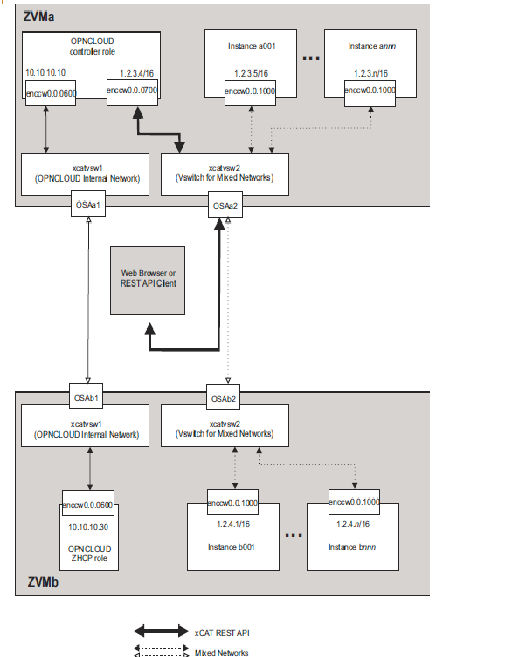 ZVMa
OPNCLOUD
controller role
10.10.10.10
1.2.3.4/16
enccw0.0.0600
enccw0.0.0700
Instance a001
...
Instance annn
1.2.3.5/16
1.2.3.n/16
enccw0.0.1000
enccw0.0.1000
xcatvsw1
(OPNCLOUD Internal Network)
xcatvsw2
(Vswitch for Mixed Networks)
OSAa1
OSAa2
Web Browser or
REST API Client
OSAb1
OSAb2
xcatvsw1
(OPNCLOUD Internal Network)
xcatvsw2
(Vswitch for Mixed Networks)
enccw0.0.0600
enccw0.0.1000
enccw0.0.1000
10.10.10.30
1.2.4.1/16
1.2.4.n/16
OPNCLOUD
ZHCP role
Instance b001
...
Instance bnnn
ZVMb
xCAT REST API
Mixed Networks